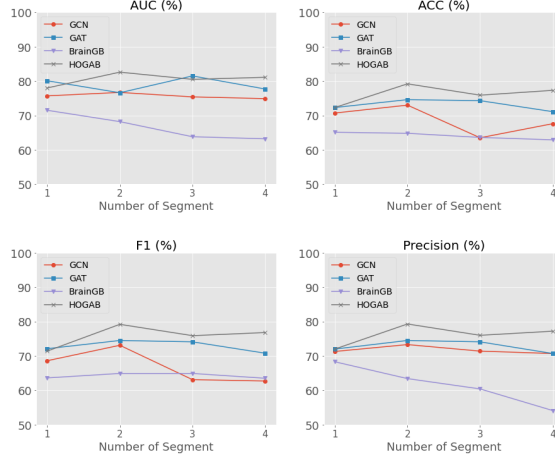 AUC (%)
100
90
80
70
60
50
GCN
GAT
BrainGB
HOGAB
1 2 3 4
Number of Segment
ACC (%)
100
90
80
70
60
50
GCN
GAT
BrainGB
HOGAB
1 2 3 4
Number of Segment
F1 (%)
100
90
80
70
60
50
GCN
GAT
BrainGB
HOGAB
1 2 3 4
Number of Segment
Precision (%)
100
90
80
70
60
50
GCN
GAT
BrainGB
HOGAB
1 2 3 4
Number of Segment